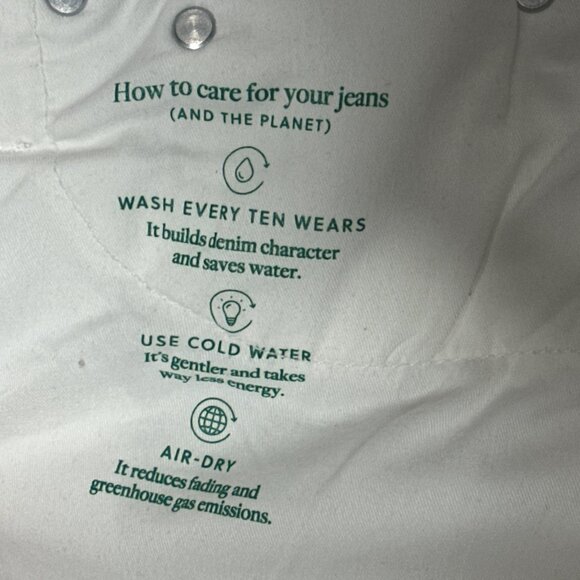 How to care for your jeans
(AND THE PLANET)
WASH EVERY TEN WEARS
It builds denim character
and saves water.
USE COLD WATER
It's gentler and takes
way less energy.
AIR-DRY
It reduces fading and
greenhouse gas emissions.